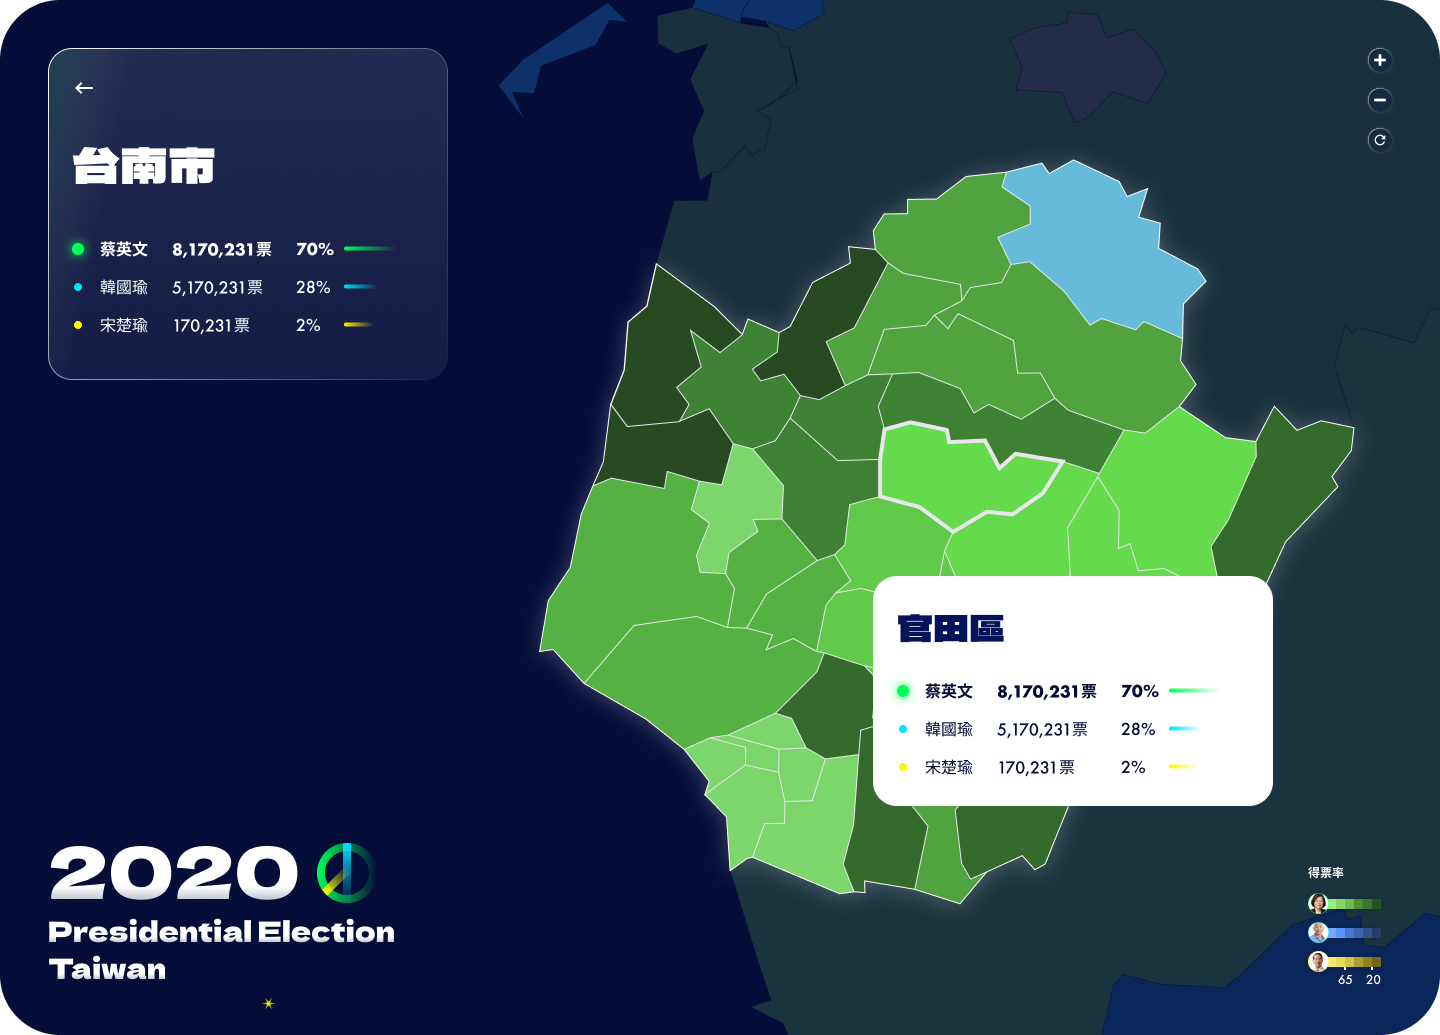 台南市
蔡英文 8,170,231票 70%
韓國瑜 5,170,231票 28%
宋楚瑜 170,231票 2%
官田區
蔡英文 8,170,231票 70%
韓國瑜 5,170,231票 28%
宋楚瑜 170,231票 2%
2020
Presidential Election
Taiwan
得票率
65 20